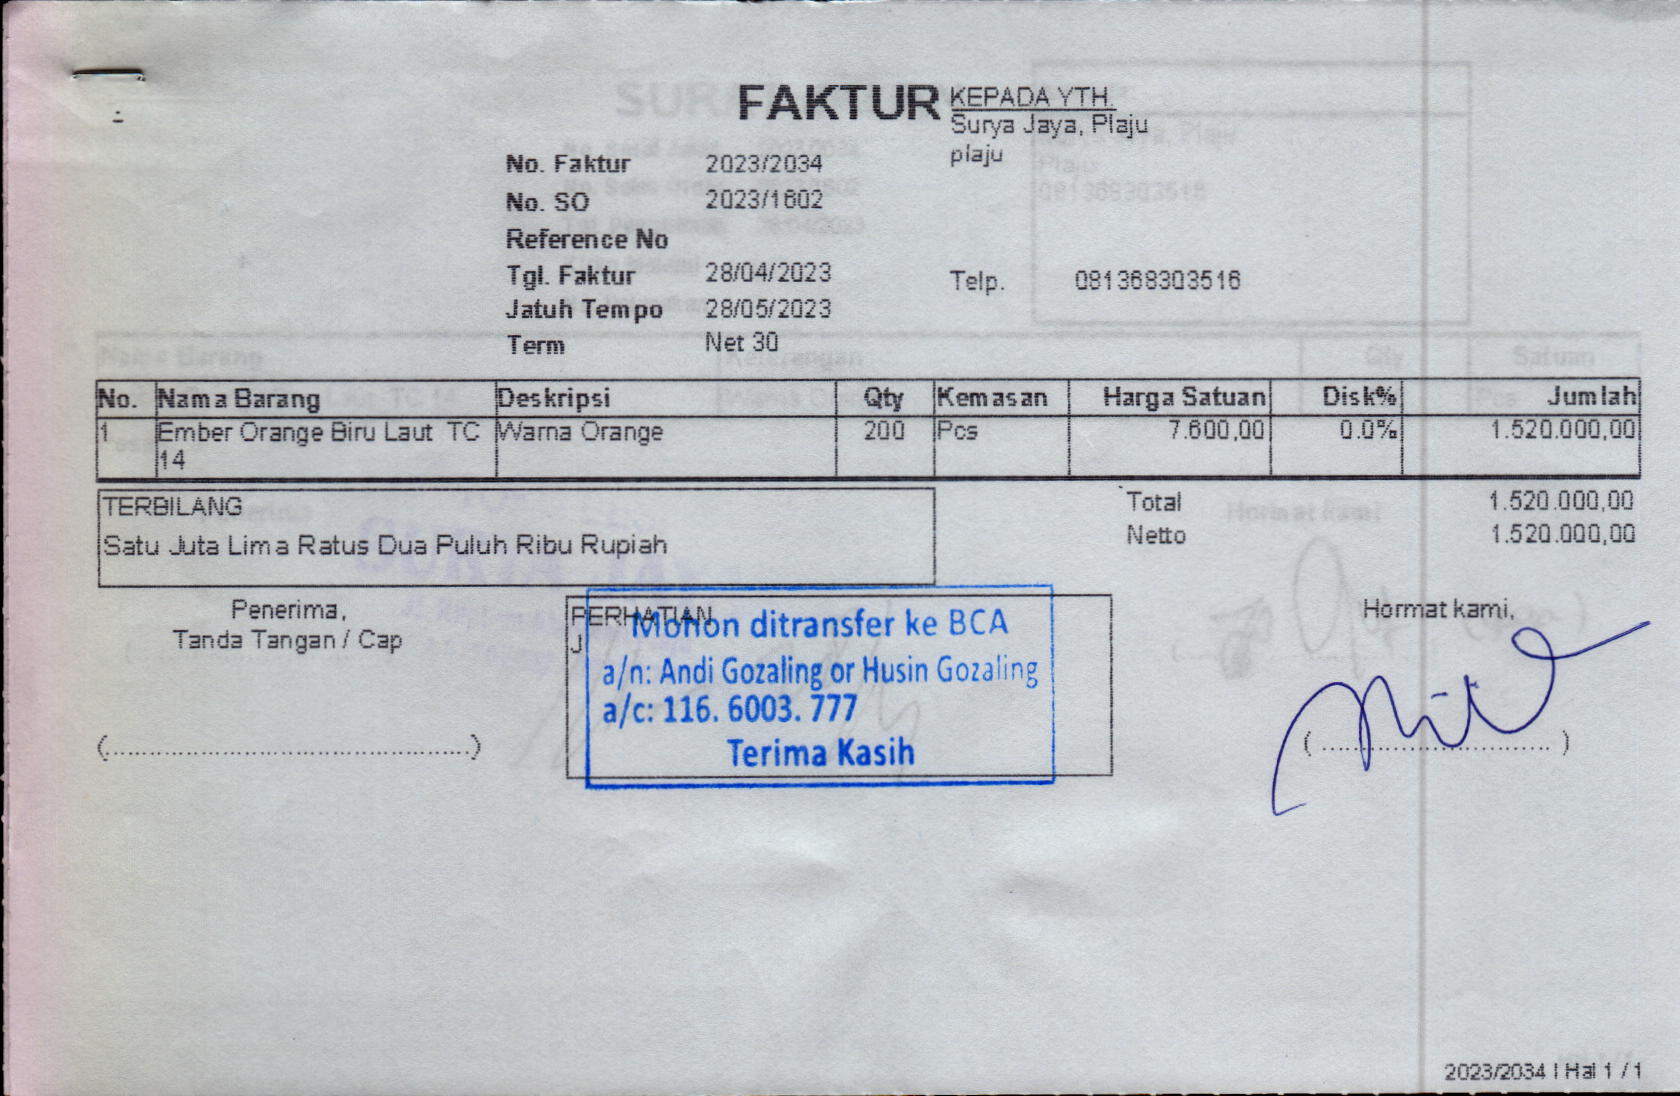 FAKTUR
KEPADA YTH.
Surya Jaya, Plaju
plaju
No. Faktur 2023/2034
No. SO 2023/1602
Reference No
Tgl. Faktur 28/04/2023
Telp. 081368303516
Jatuh Tempo 28/05/2023
Term Net 30
No. Nama Barang Deskripsi Qty Kemasan Harga Satuan Disk% Jumlah
1 Ember Orange Biru Laut TC Warna Orange 200 Pcs 7.600,00 0.0% 1.520.000,00
14
TERBILANG
Satu Juta Lima Ratus Dua Puluh Ribu Rupiah
Total 1.520.000,00
Netto 1.520.000,00
Penerima,
Tanda Tangan / Cap
(............................................)
PERHATIAN
J
Mohon ditransfer ke BCA
a/n: Andi Gozaling or Husin Gozaling
a/c: 116. 6003. 777
Terima Kasih
Hormat kami,
(............................)
2023/2034 | Hal 1 / 1